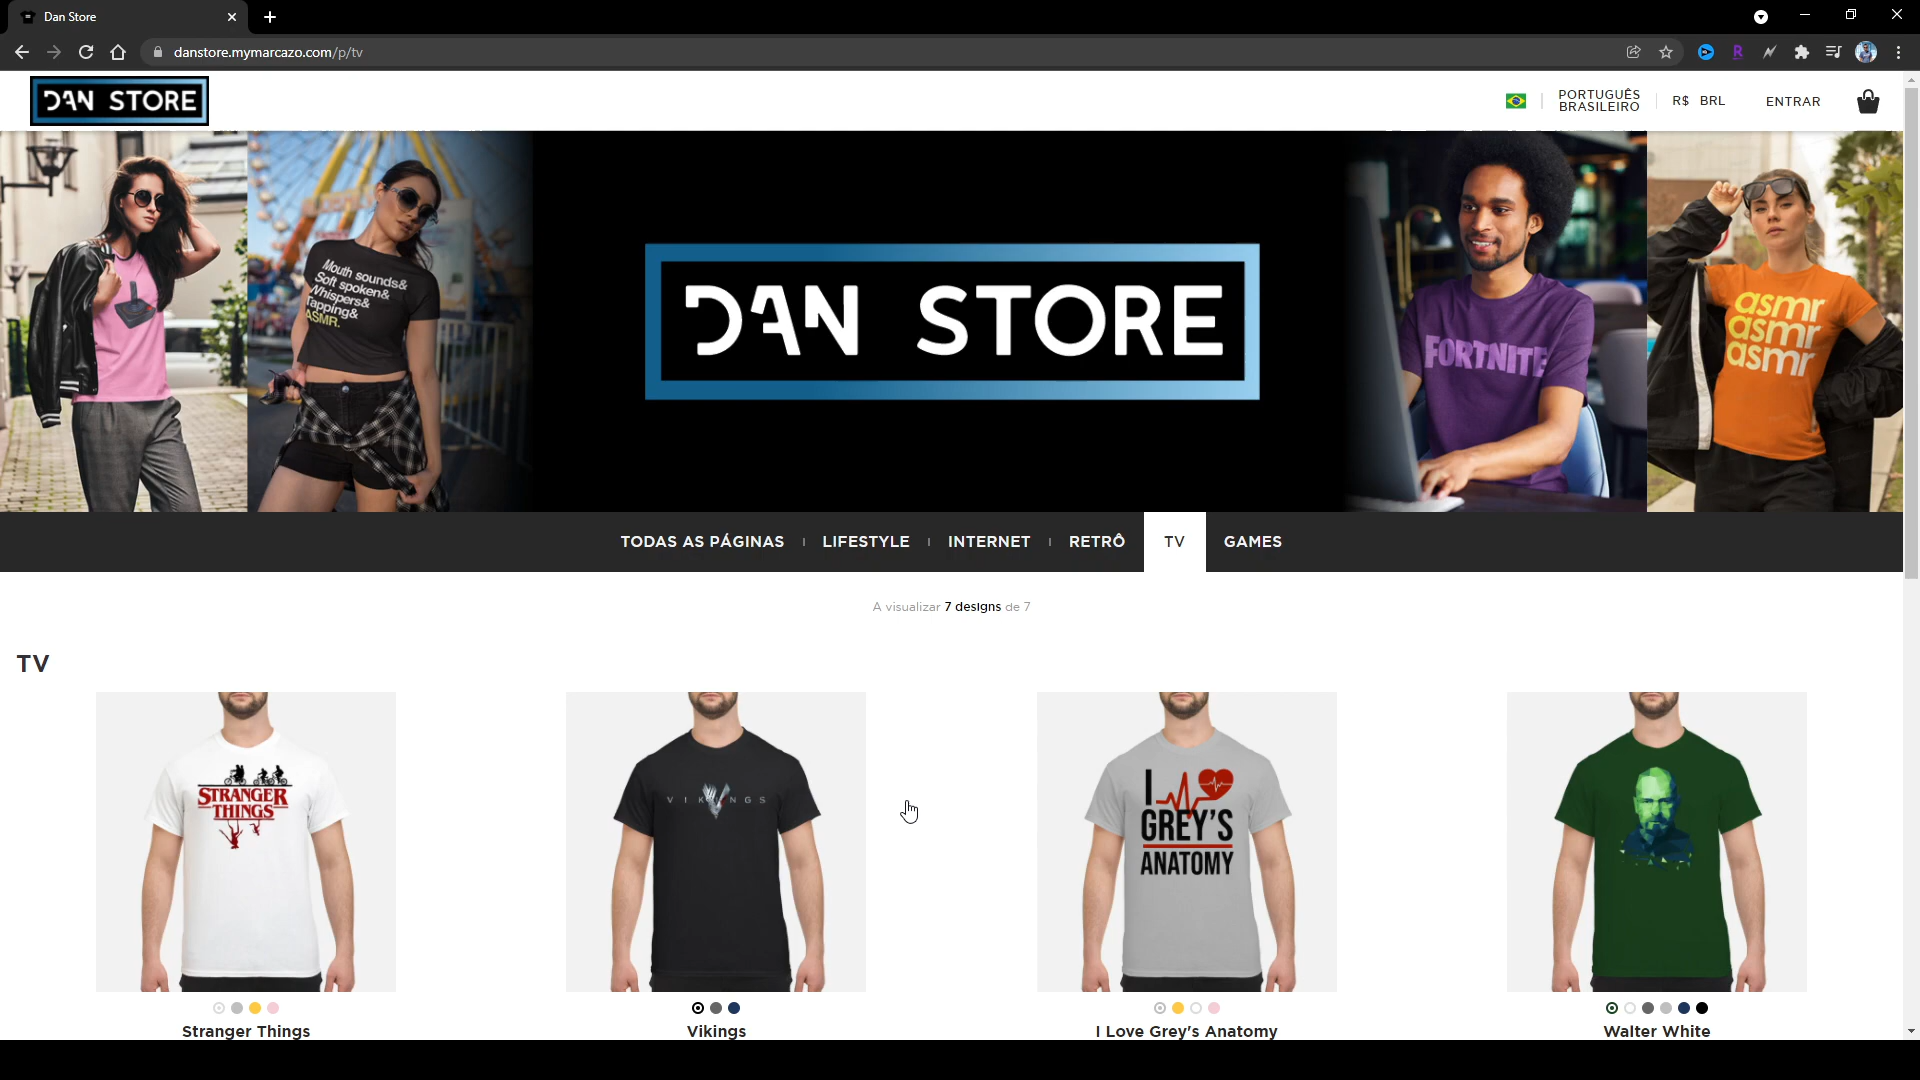 Dan Store
danstore.mymarcazo.com/p/tv
DAN STORE
PORTUGUÊS
BRASILEIRO
R$ BRL
ENTRAR
Mouth sounds&
Soft spoken&
Whispers&
Tapping&
ASMR.
DAN STORE
FORTNITE
asmr
asmr
asmr
TODAS AS PÁGINAS
LIFESTYLE
INTERNET
RETRÔ
TV
GAMES
A visualizar 7 designs de 7
TV
STRANGER
THINGS
VIKINGS
I
GREY'S
ANATOMY
Stranger Things
Vikings
I Love Grey's Anatomy
Walter White